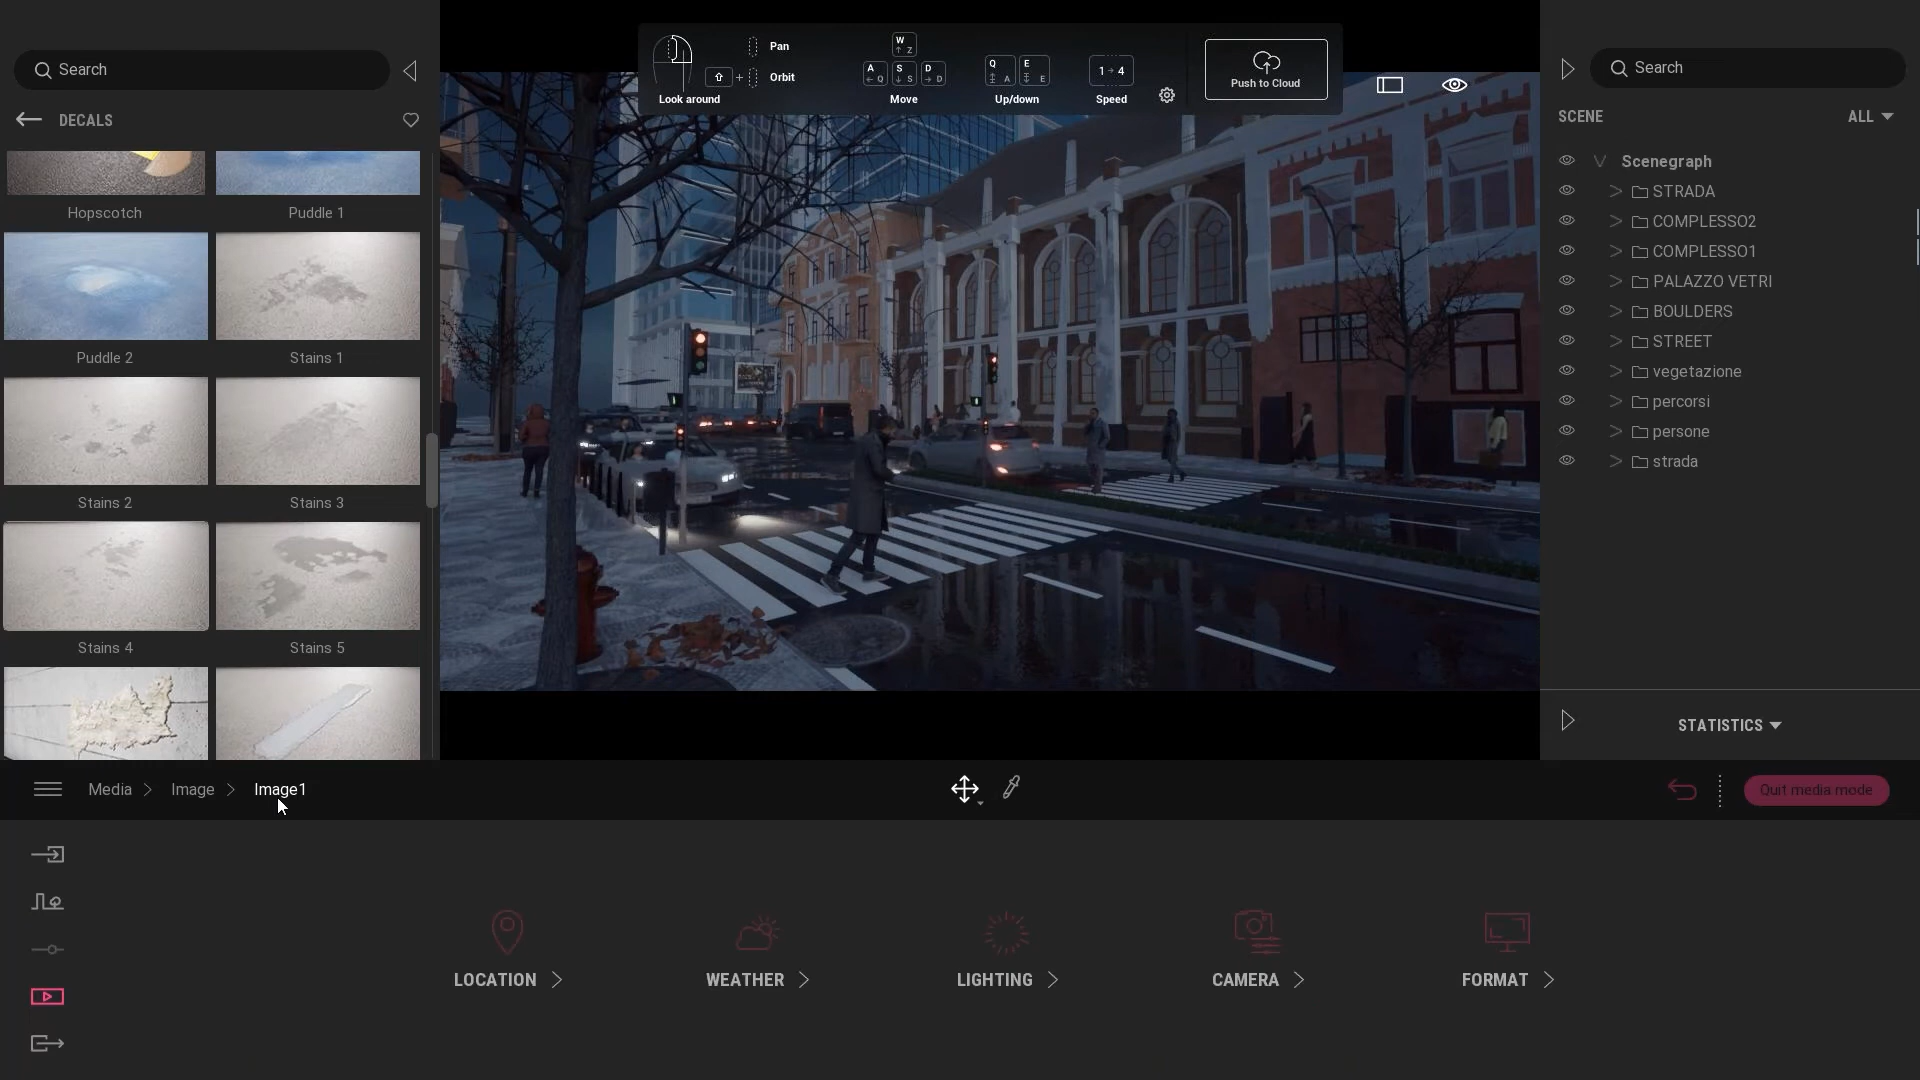 Search
DECALS
Hopscotch
Puddle 1
Puddle 2
Stains 1
Stains 2
Stains 3
Stains 4
Stains 5
Look around
Pan
+
Orbit
W
↑ Z
A
← Q
S
↓ S
D
→ D
Move
Q
A
E
E
Up/down
1 → 4
Speed
Push to Cloud
Search
SCENE
ALL
Scenegraph
STRADA
COMPLESSO2
COMPLESSO1
PALAZZO VETRI
BOULDERS
STREET
vegetazione
percorsi
persone
strada
STATISTICS
Media
Image
Image1
Quit media mode
LOCATION
WEATHER
LIGHTING
CAMERA
FORMAT